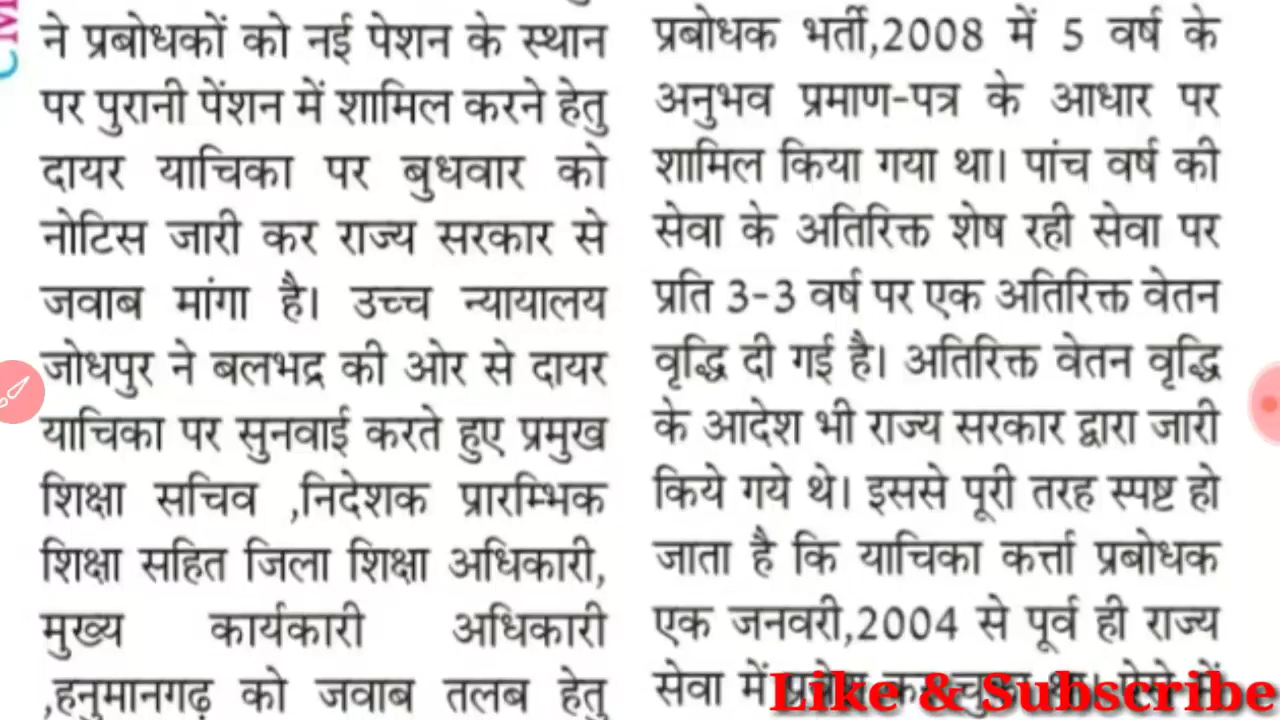 ने प्रबोधकों को नई पेशन के स्थान
पर पुरानी पेंशन में शामिल करने हेतु
दायर याचिका पर बुधवार को
नोटिस जारी कर राज्य सरकार से
जवाब मांगा है। उच्च न्यायालय
जोधपुर ने बलभद्र की ओर से दायर
याचिका पर सुनवाई करते हुए प्रमुख
शिक्षा सचिव ,निदेशक प्रारम्भिक
शिक्षा सहित जिला शिक्षा अधिकारी,
मुख्य कार्यकारी अधिकारी
,हनुमानगढ़ को जवाब तलब हेतु
प्रबोधक भर्ती,2008 में 5 वर्ष के
अनुभव प्रमाण-पत्र के आधार पर
शामिल किया गया था। पांच वर्ष की
सेवा के अतिरिक्त शेष रही सेवा पर
प्रति 3-3 वर्ष पर एक अतिरिक्त वेतन
वृद्धि दी गई है। अतिरिक्त वेतन वृद्धि
के आदेश भी राज्य सरकार द्वारा जारी
किये गये थे। इससे पूरी तरह स्पष्ट हो
जाता है कि याचिका कर्त्ता प्रबोधक
एक जनवरी,2004 से पूर्व ही राज्य
सेवा में
Like & Subscribe